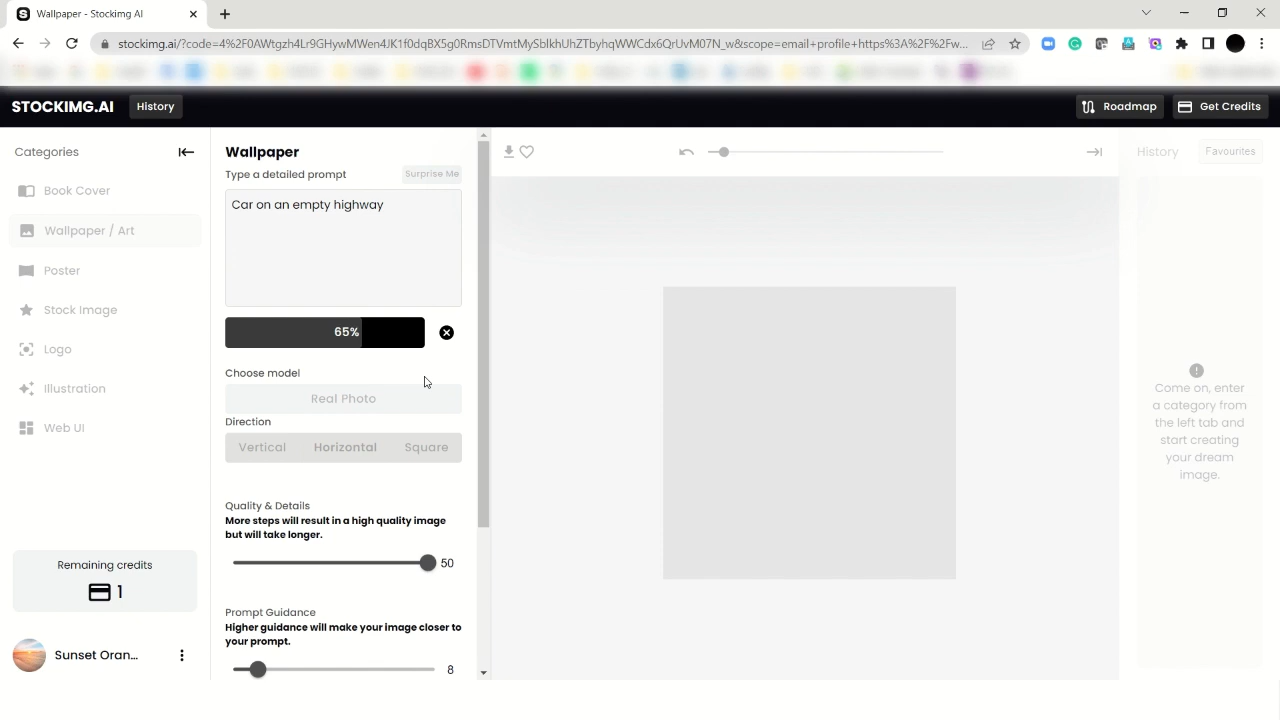 Wallpaper - Stockimg AI
stockimg.ai/?code=4%2F0AWtgzh4Lr9GHywMWen4JK1f0dqBX5g0RmsDTVmtMySblkhUhZTbyhqWWCdx6QrUvM07N_w&scope=email+profile+https%3A%2F%2Fw...
STOCKIMG.AI
History
Roadmap
Get Credits
Categories
Book Cover
Wallpaper / Art
Poster
Stock Image
Logo
Illustration
Web UI
Remaining credits
1
Sunset Oran...
Wallpaper
Type a detailed prompt
Surprise Me
Car on an empty highway
65%
Choose model
Real Photo
Direction
Vertical
Horizontal
Square
Quality & Details
More steps will result in a high quality image
but will take longer.
50
Prompt Guidance
Higher guidance will make your image closer to
your prompt.
8
History
Favourites
Come on, enter
a category from
the left tab and
start creating
your dream
image.